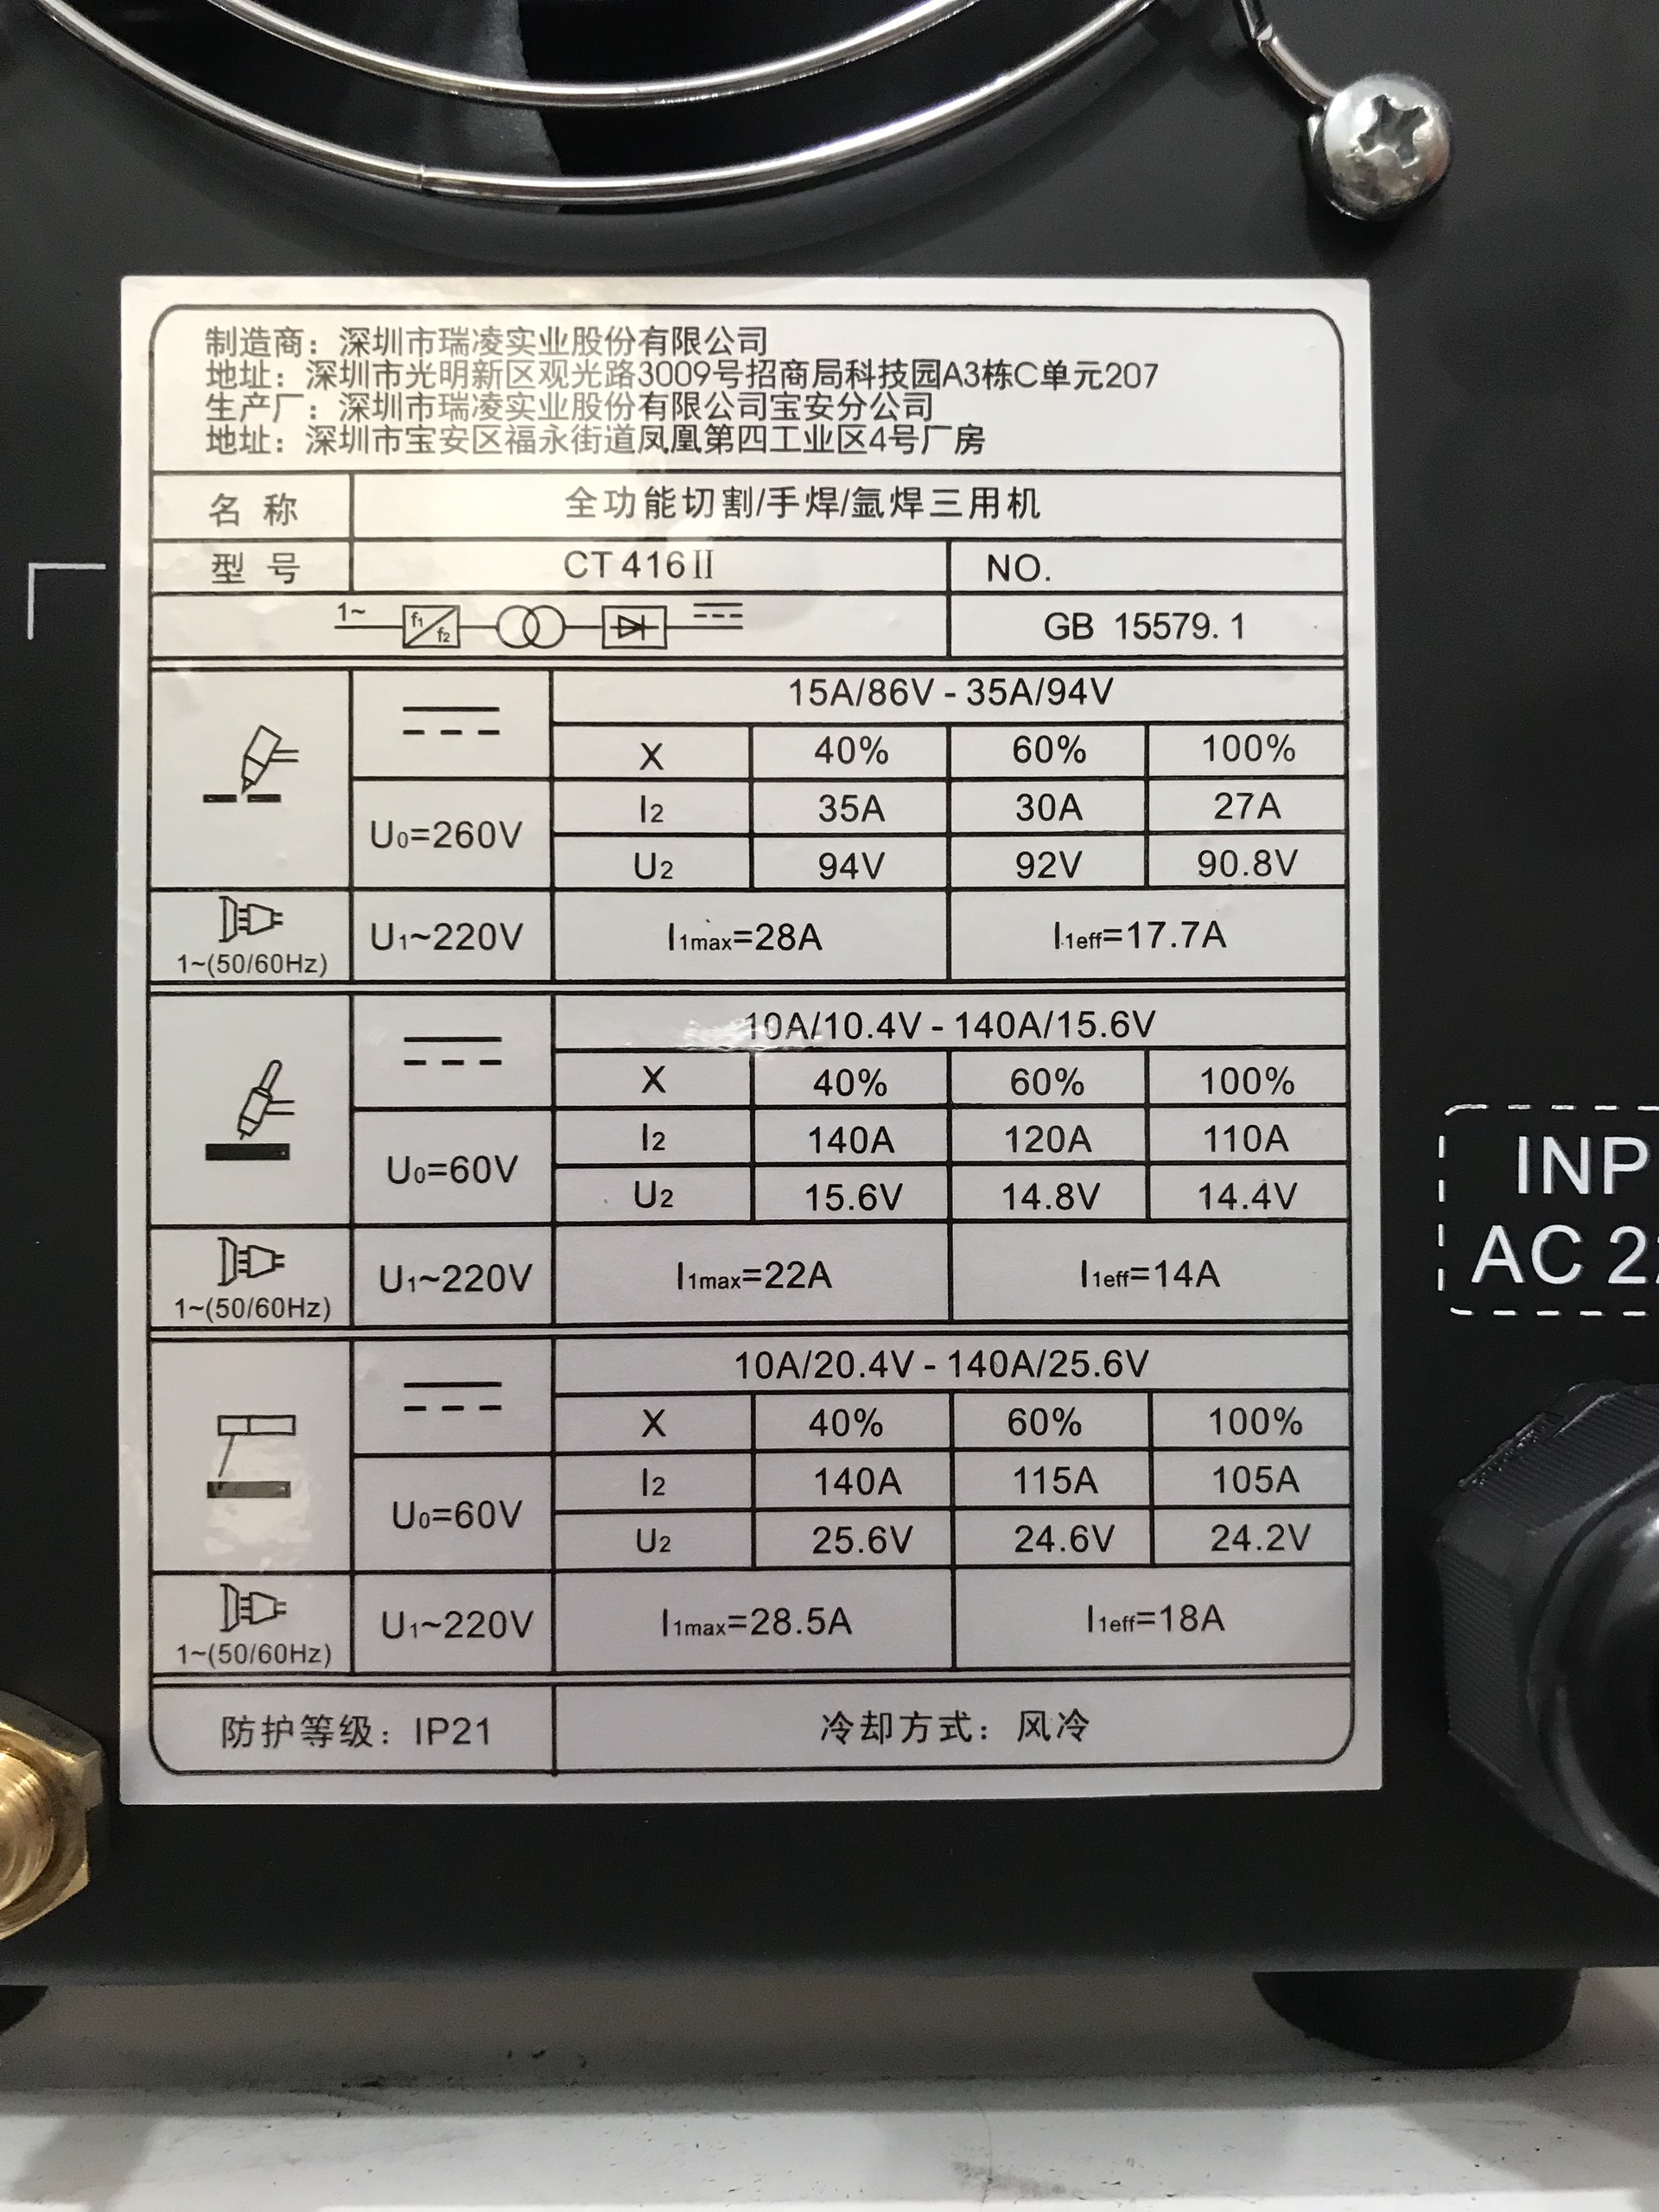 制造商：深圳市瑞凌实业股份有限公司
地址：深圳市光明新区观光路3009号招商局科技园A3栋C单元207
生产厂：深圳市瑞凌实业股份有限公司宝安分公司
地址：深圳市宝安区福永街道凤凰第四工业区4号厂房
名 称 全功能切割/手焊/氩焊三用机
型 号 CT 416Ⅱ NO.
1~ f1 f2 GB 15579.1
15A/86V - 35A/94V
X 40% 60% 100%
I2 35A 30A 27A
U0=260V
U2 94V 92V 90.8V
1~(50/60Hz) U1~220V I1max=28A I1eff=17.7A
10A/10.4V - 140A/15.6V
X 40% 60% 100%
I2 140A 120A 110A
U0=60V
U2 15.6V 14.8V 14.4V
1~(50/60Hz) U1~220V I1max=22A I1eff=14A
10A/20.4V - 140A/25.6V
X 40% 60% 100%
I2 140A 115A 105A
U0=60V
U2 25.6V 24.6V 24.2V
1~(50/60Hz) U1~220V I1max=28.5A I1eff=18A
防护等级：IP21 冷却方式：风冷
INP
AC 22